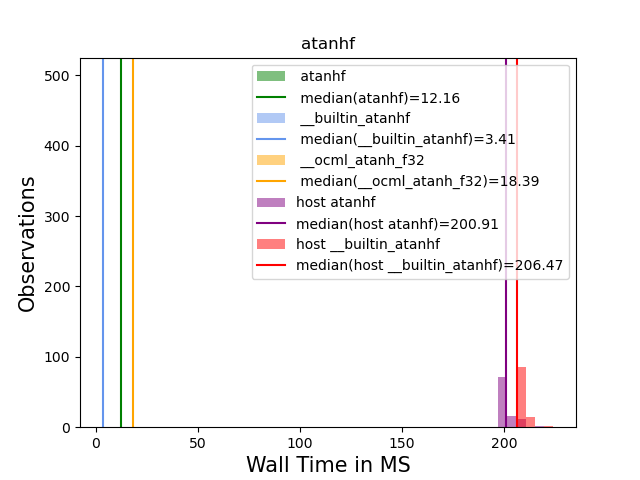 atanhf
500
400
300
200
100
0
Observations
atanhf
median(atanhf)=12.16
__builtin_atanhf
median(__builtin_atanhf)=3.41
__ocml_atanh_f32
median(__ocml_atanh_f32)=18.39
host atanhf
median(host atanhf)=200.91
host __builtin_atanhf
median(host __builtin_atanhf)=206.47
0 50 100 150 200
Wall Time in MS